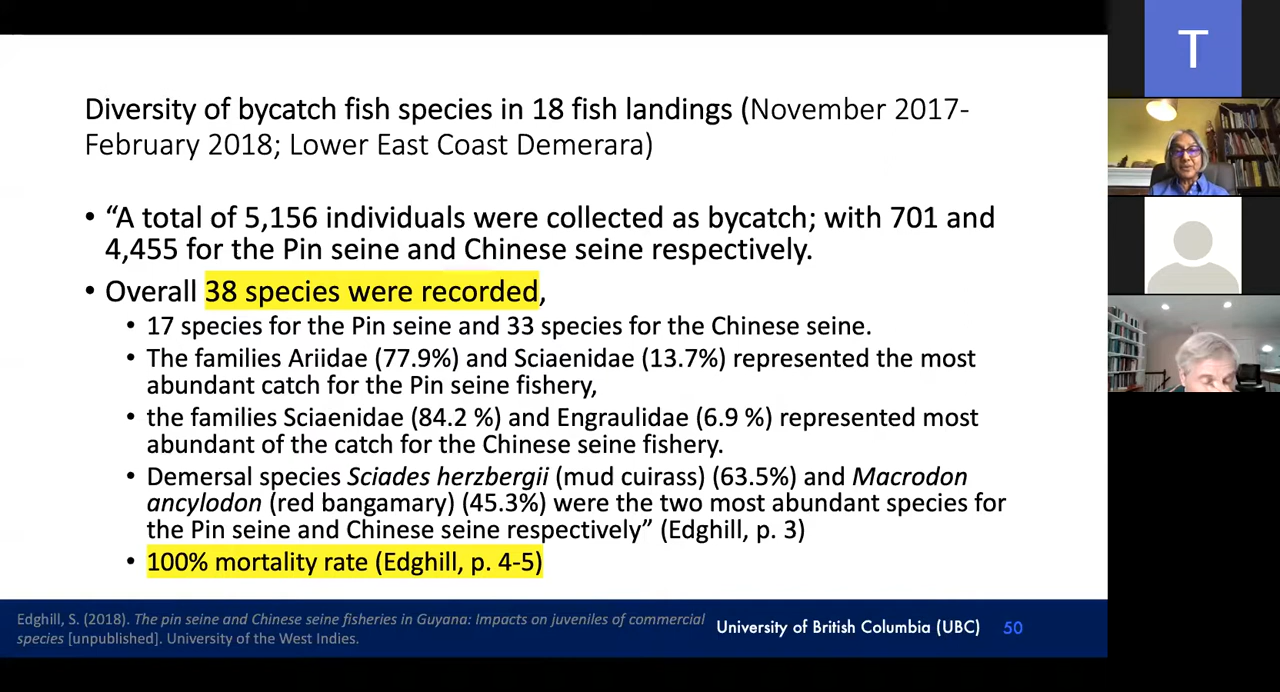 Diversity of bycatch fish species in 18 fish landings (November 2017-
February 2018; Lower East Coast Demerara)
• “A total of 5,156 individuals were collected as bycatch; with 701 and
4,455 for the Pin seine and Chinese seine respectively.
• Overall 38 species were recorded,
• 17 species for the Pin seine and 33 species for the Chinese seine.
• The families Ariidae (77.9%) and Sciaenidae (13.7%) represented the most
abundant catch for the Pin seine fishery,
• the families Sciaenidae (84.2 %) and Engraulidae (6.9 %) represented most
abundant of the catch for the Chinese seine fishery.
• Demersal species Sciades herzbergii (mud cuirass) (63.5%) and Macrodon
ancylodon (red bangamary) (45.3%) were the two most abundant species for
the Pin seine and Chinese seine respectively” (Edghill, p. 3)
• 100% mortality rate (Edghill, p. 4-5)
Edghill, S. (2018). The pin seine and Chinese seine fisheries in Guyana: Impacts on juveniles of commercial
species [unpublished]. University of the West Indies.
University of British Columbia (UBC) 50
T